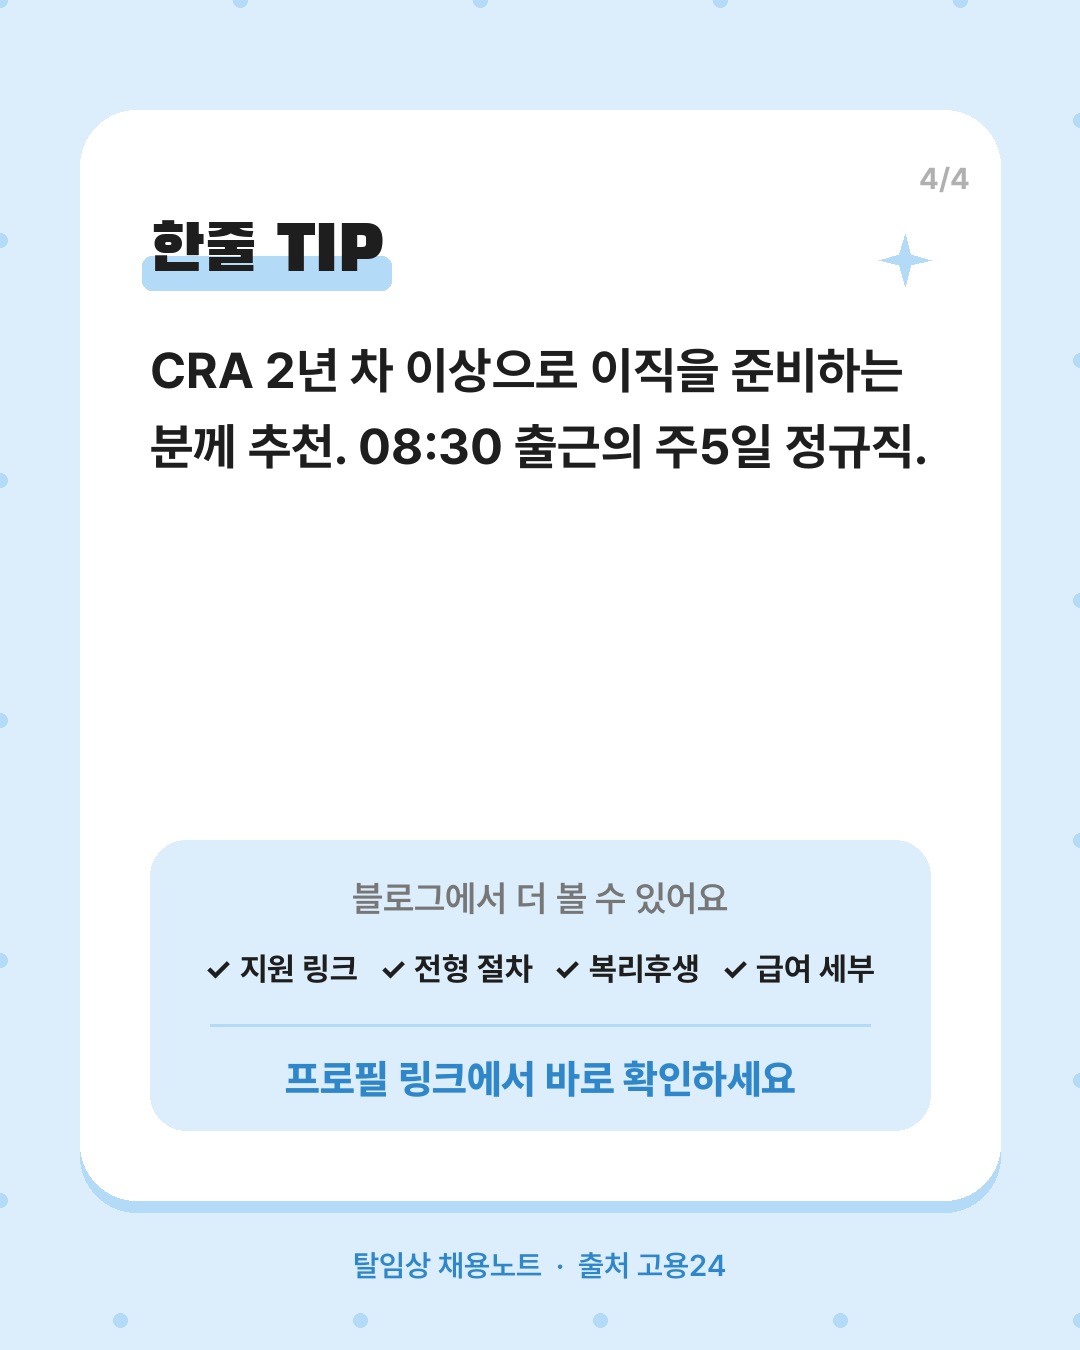 4/4
한줄 TIP
CRA 2년 차 이상으로 이직을 준비하는
분께 추천. 08:30 출근의 주5일 정규직.
블로그에서 더 볼 수 있어요
✓ 지원 링크 ✓ 전형 절차 ✓ 복리후생 ✓ 급여 세부
프로필 링크에서 바로 확인하세요
탈임상 채용노트 · 출처 고용24